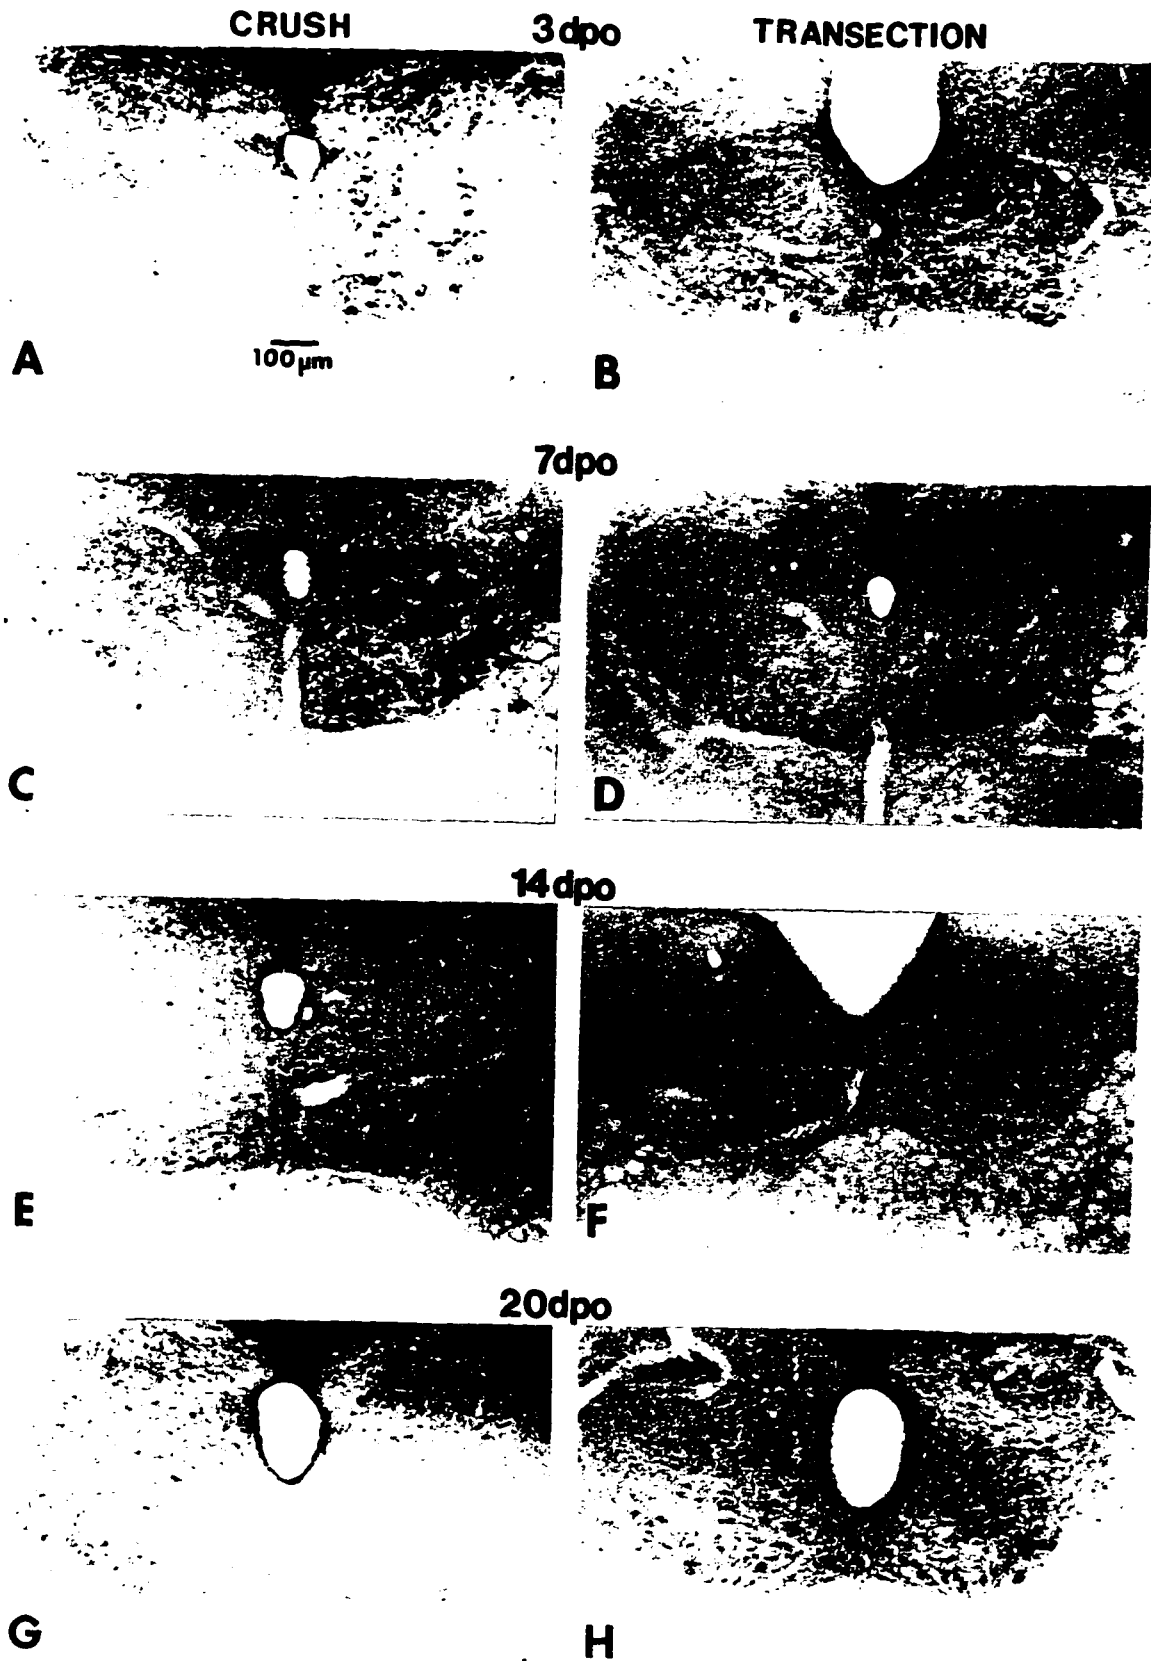 CRUSH 3dpo TRANSECTION
A 100µm B
7dpo
C D
14dpo
E F
20dpo
G H